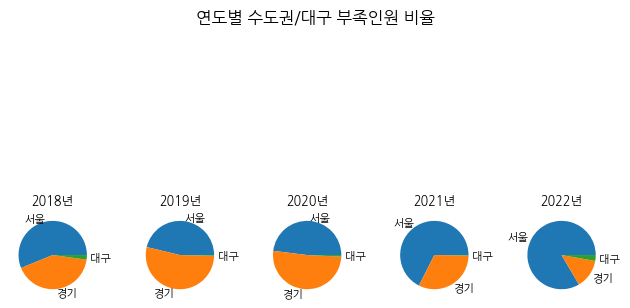 연도별 수도권/대구 부족인원 비율
2018년
서울
대구
경기
2019년
서울
대구
경기
2020년
서울
대구
경기
2021년
서울
대구
경기
2022년
서울
대구
경기